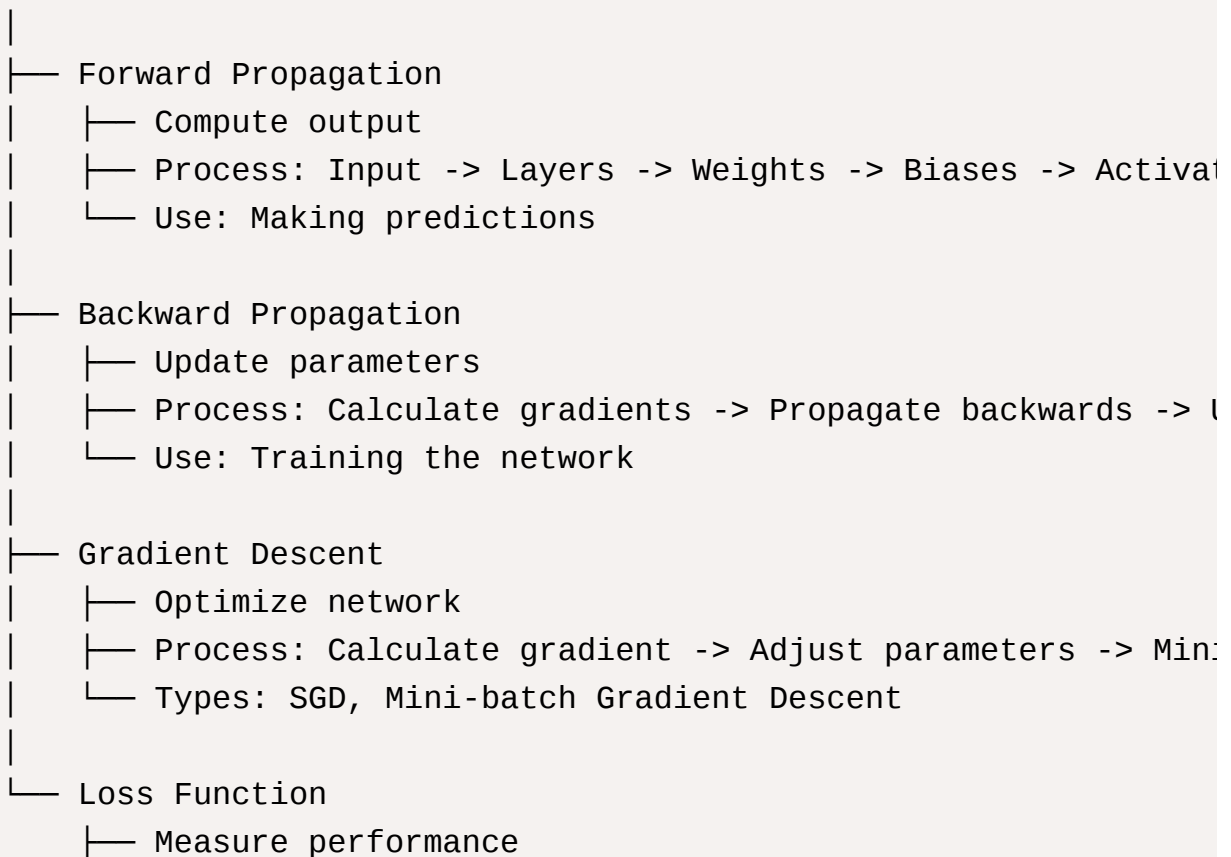 │
├── Forward Propagation
│   ├── Compute output
│   ├── Process: Input -> Layers -> Weights -> Biases ->
│   └── Use: Making predictions
│
├── Backward Propagation
│   ├── Update parameters
│   ├── Process: Calculate gradients -> Propagate backwards ->
│   └── Use: Training the network
│
├── Gradient Descent
│   ├── Optimize network
│   ├── Process: Calculate gradient -> Adjust parameters ->
│   └── Types: SGD, Mini-batch Gradient Descent
│
└── Loss Function
    ├── Measure performance